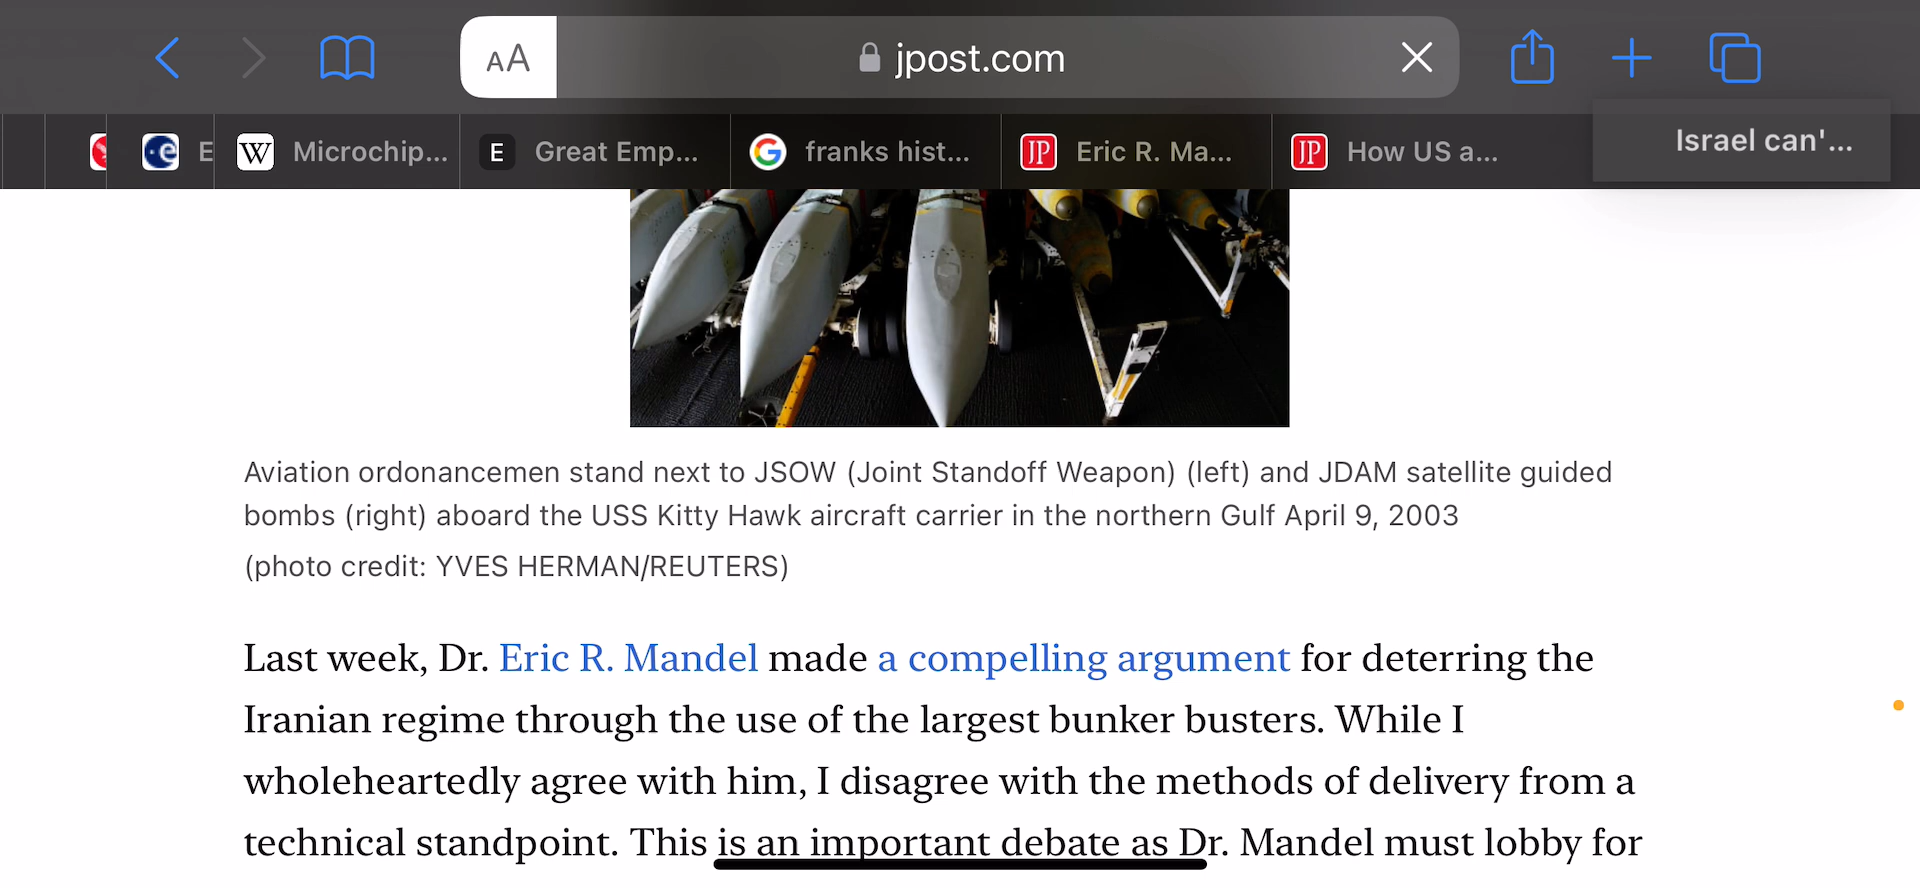 AA
jpost.com
E
W Microchip...
E Great Emp...
G franks hist...
JP Eric R. Ma...
JP How US a...
Israel can'...
Aviation ordonancemen stand next to JSOW (Joint Standoff Weapon) (left) and JDAM satellite guided
bombs (right) aboard the USS Kitty Hawk aircraft carrier in the northern Gulf April 9, 2003
(photo credit: YVES HERMAN/REUTERS)
Last week, Dr. Eric R. Mandel made a compelling argument for deterring the
Iranian regime through the use of the largest bunker busters. While I
wholeheartedly agree with him, I disagree with the methods of delivery from a
technical standpoint. This is an important debate as Dr. Mandel must lobby for